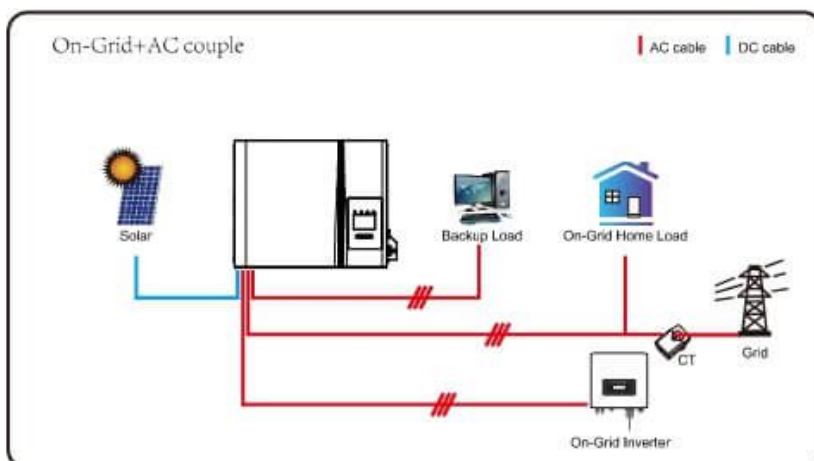 On-Grid+AC couple
AC cable
DC cable
Solar
Backup Load
On-Grid Home Load
CT
Grid
On-Grid Inverter